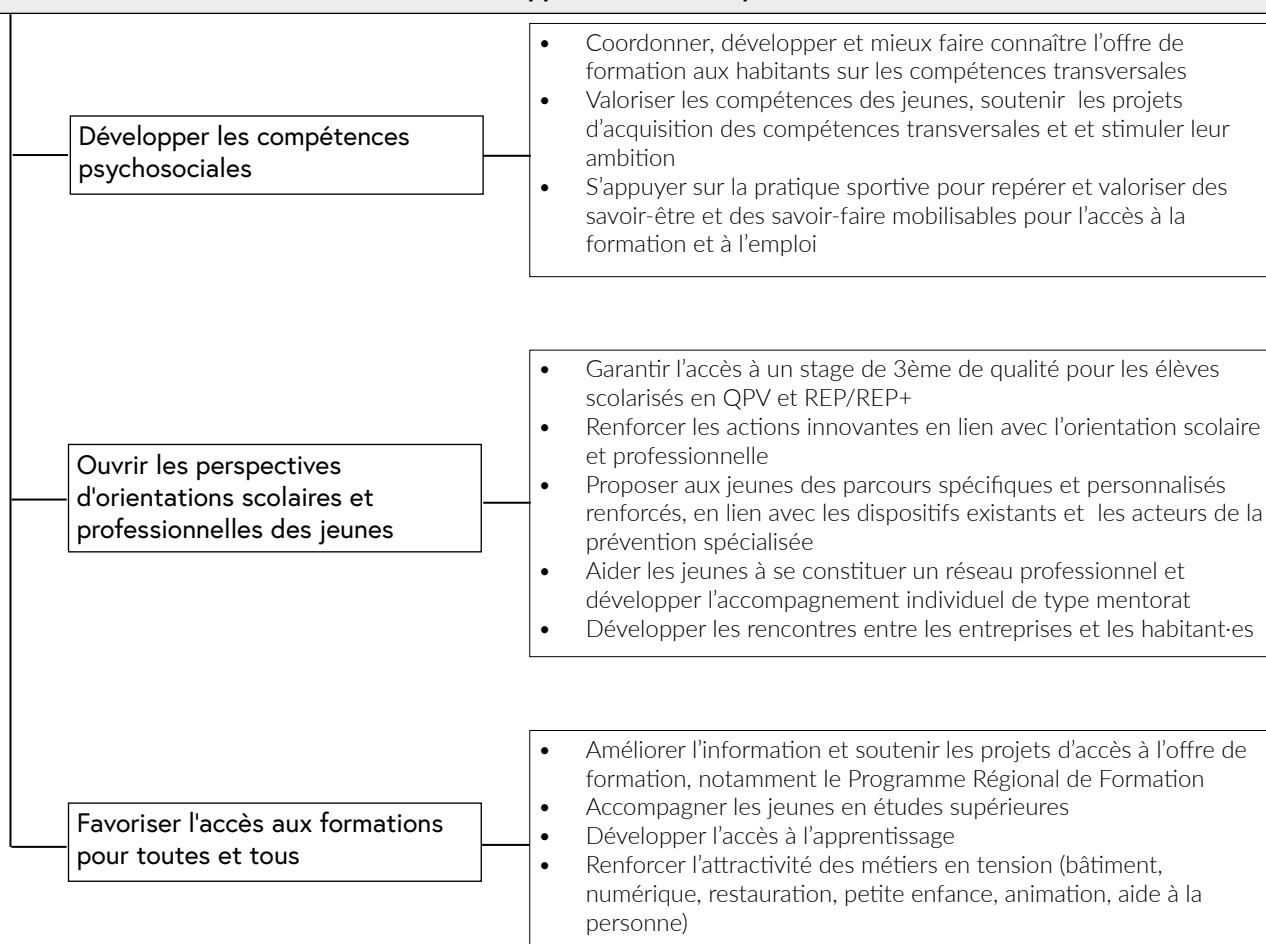 Développer les compétences
psychosociales
• Coordonner, développer et mieux faire connaître l'offre de
formation aux habitants sur les compétences transversales
• Valoriser les compétences des jeunes, soutenir les projets
d'acquisition des compétences transversales et et stimuler leur
ambition
• S'appuyer sur la pratique sportive pour repérer et valoriser des
savoir-être et des savoir-faire mobilisables pour l'accès à la
formation et à l'emploi
Ouvrir les perspectives
d'orientations scolaires et
professionnelles des jeunes
• Garantir l'accès à un stage de 3ème de qualité pour les élèves
scolarisés en QPV et REP/REP+
• Renforcer les actions innovantes en lien avec l'orientation scolaire
et professionnelle
• Proposer aux jeunes des parcours spécifiques et personnalisés
renforcés, en lien avec les dispositifs existants et les acteurs de la
prévention spécialisée
• Aider les jeunes à se constituer un réseau professionnel et
développer l'accompagnement individuel de type mentorat
• Développer les rencontres entre les entreprises et les habitant·es
Favoriser l'accès aux formations
pour toutes et tous
• Améliorer l'information et soutenir les projets d'accès à l'offre de
formation, notamment le Programme Régional de Formation
• Accompagner les jeunes en études supérieures
• Développer l'accès à l'apprentissage
• Renforcer l'attractivité des métiers en tension (bâtiment,
numérique, restauration, petite enfance, animation, aide à la
personne)